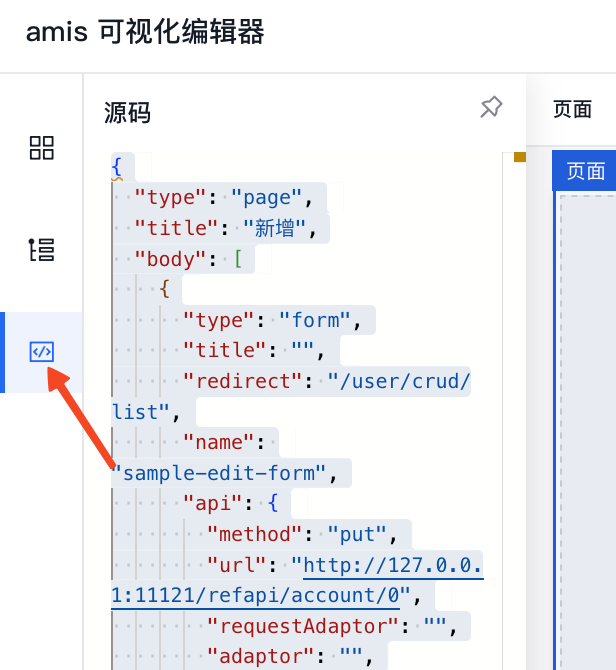 amis 可视化编辑器
源码
页面
页面
{
"type": "page",
"title": "新增",
"body": [
{
"type": "form",
"title": "",
"redirect": "/user/crud/
list",
"name":
"sample-edit-form",
"api": {
"method": "put",
"url": "http://127.0.0.
1:11121/refapi/account/0",
"requestAdaptor": "",
"adaptor": "",